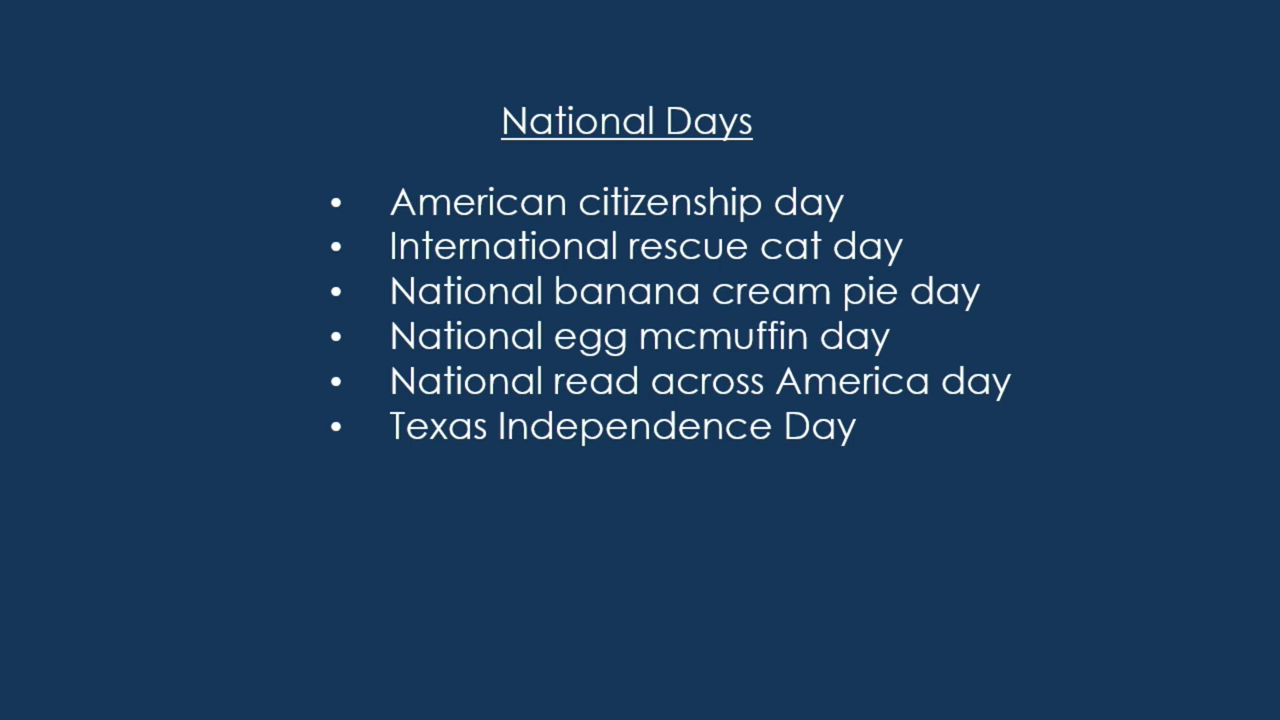 National Days
• American citizenship day
• International rescue cat day
• National banana cream pie day
• National egg mcmuffin day
• National read across America day
• Texas Independence Day